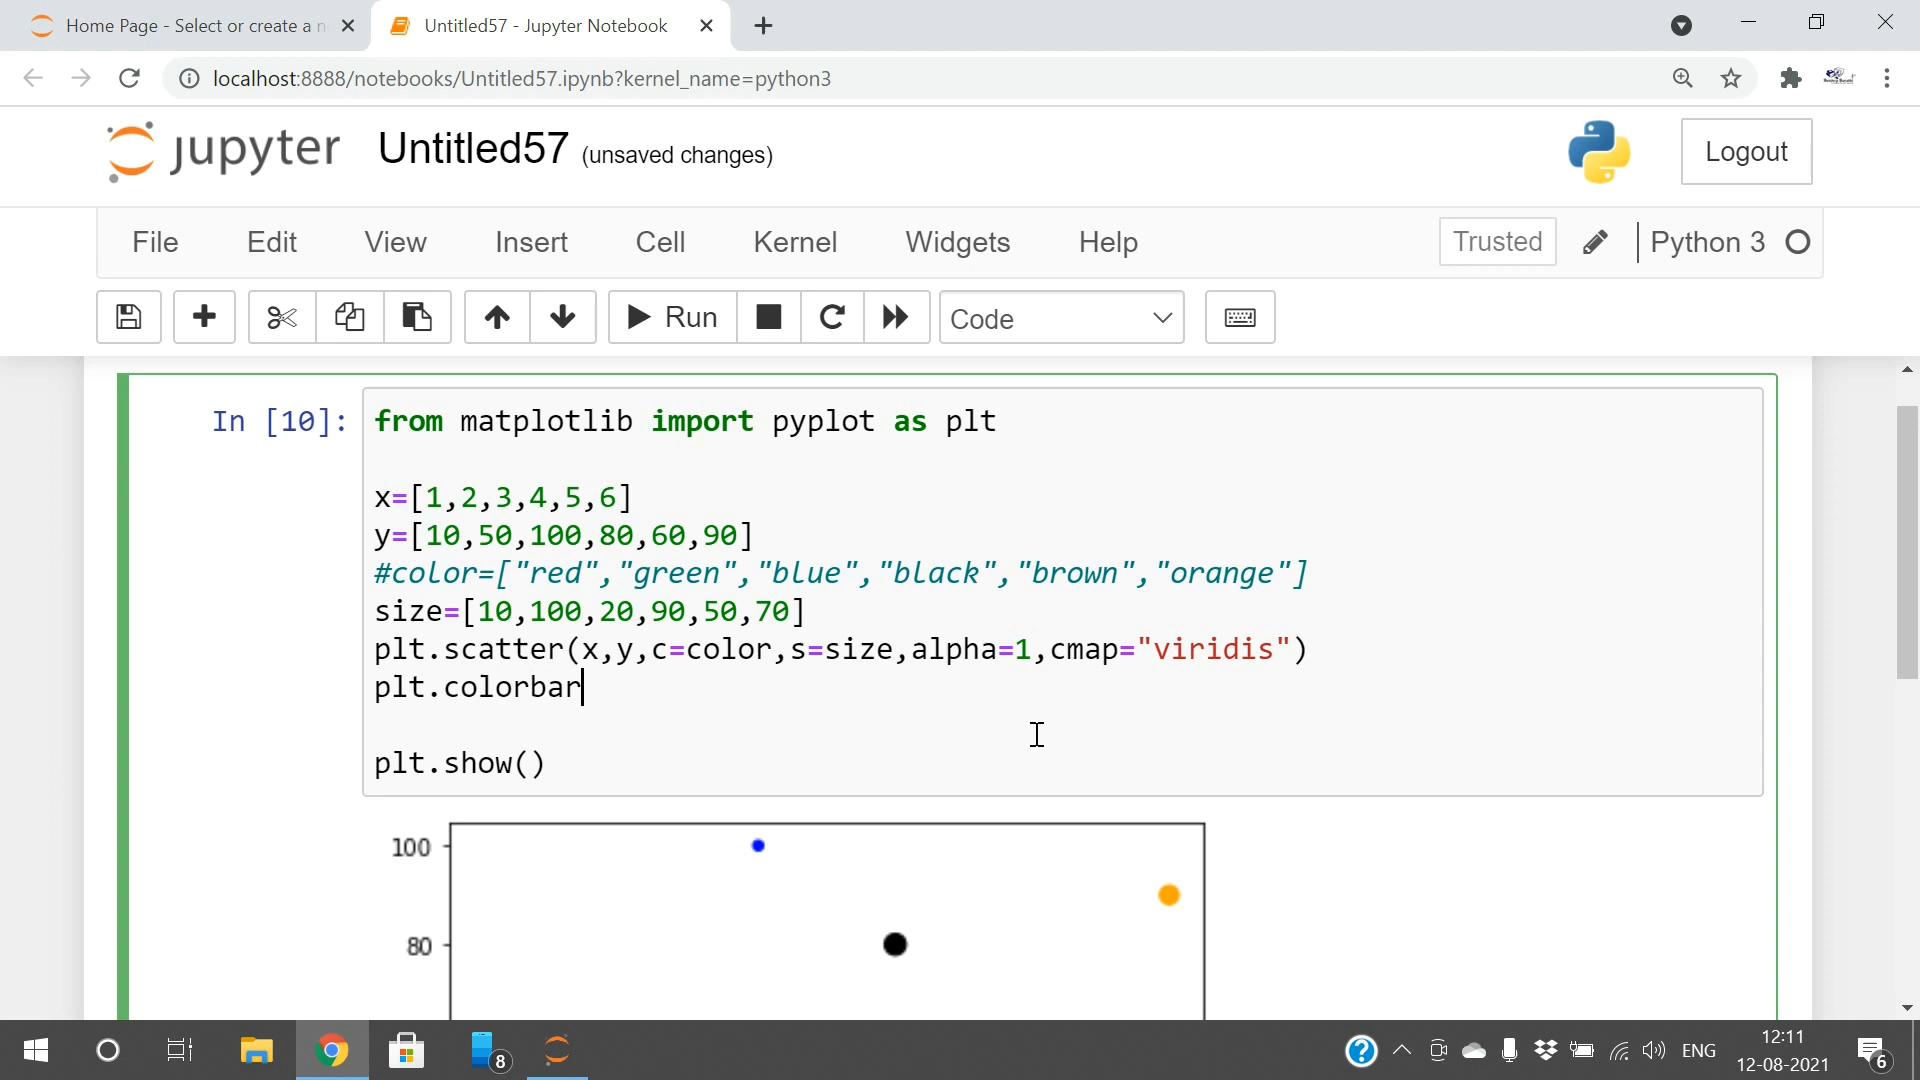 Home Page - Select or create a n
Untitled57 - Jupyter Notebook
localhost:8888/notebooks/Untitled57.ipynb?kernel_name=python3
jupyter Untitled57 (unsaved changes)
Logout
File Edit View Insert Cell Kernel Widgets Help
Trusted
Python 3
Run
Code
In [10]: from matplotlib import pyplot as plt
x=[1,2,3,4,5,6]
y=[10,50,100,80,60,90]
#color=["red","green","blue","black","brown","orange"]
size=[10,100,20,90,50,70]
plt.scatter(x,y,c=color,s=size,alpha=1,cmap="viridis")
plt.colorbar
plt.show()
100
80
8
?
ENG
12:11
12-08-2021
6